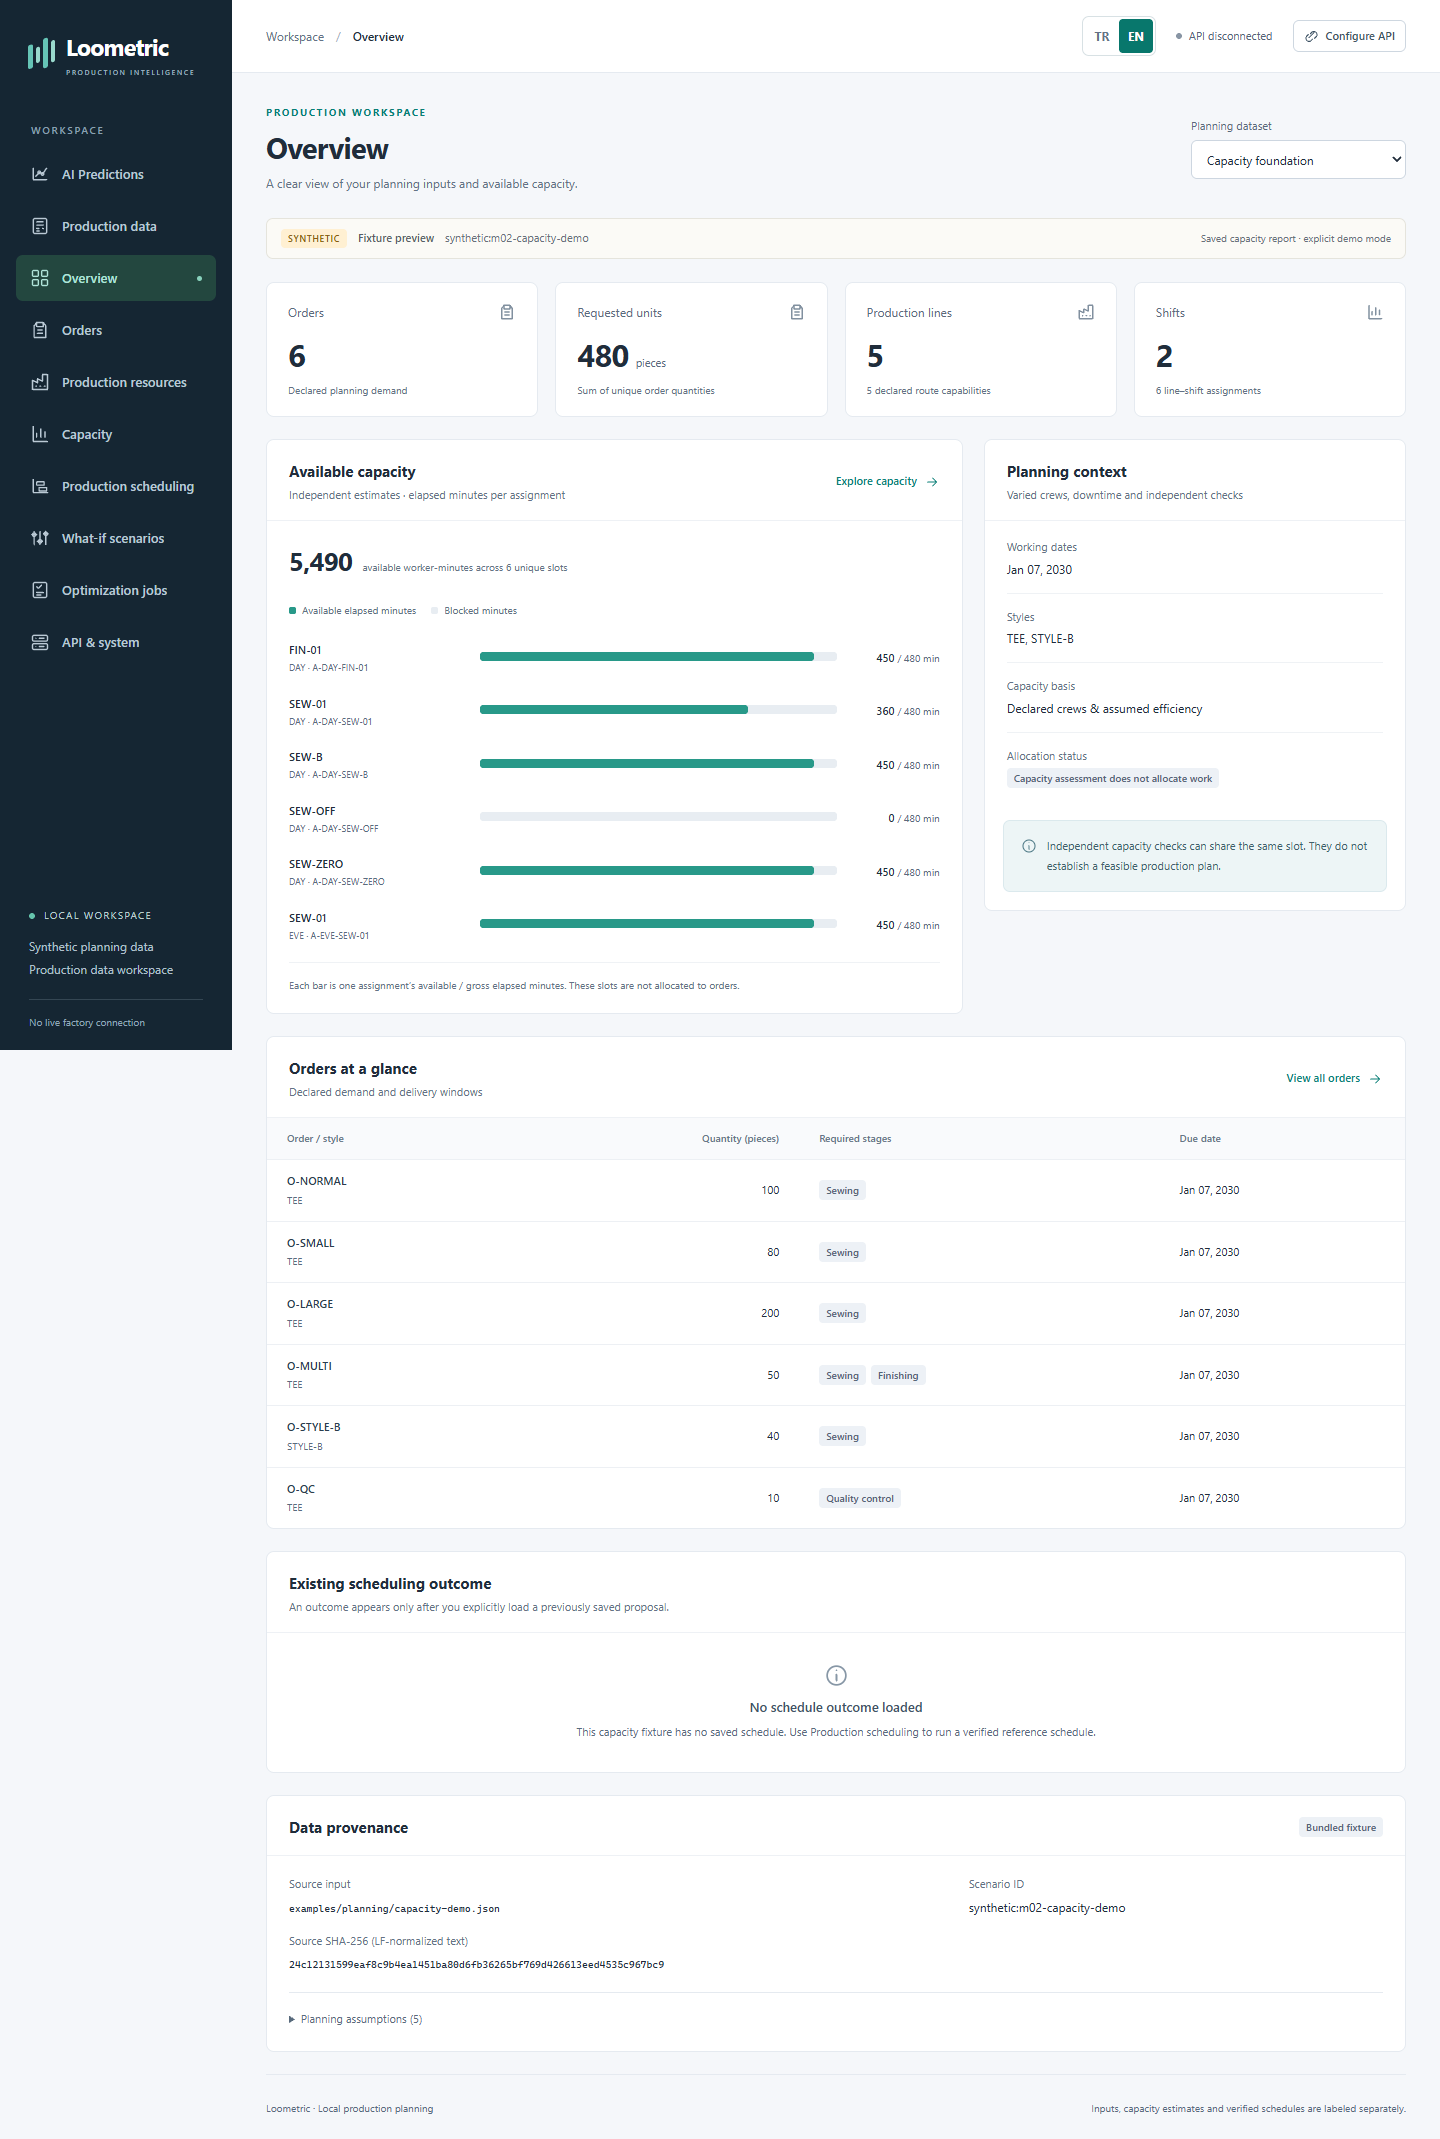 Loometric
PRODUCTION INTELLIGENCE
WORKSPACE
AI Predictions
Production data
Overview
Orders
Production resources
Capacity
Production scheduling
What-if scenarios
Optimization jobs
API & system
LOCAL WORKSPACE
Synthetic planning data
Production data workspace
No live factory connection
Workspace / Overview
TR EN
API disconnected
Configure API
PRODUCTION WORKSPACE
Overview
A clear view of your planning inputs and available capacity.
Planning dataset
Capacity foundation
SYNTHETIC Fixture preview synthetic:m02-capacity-demo
Saved capacity report · explicit demo mode
Orders
6
Declared planning demand
Requested units
480 pieces
Sum of unique order quantities
Production lines
5
5 declared route capabilities
Shifts
2
6 line–shift assignments
Available capacity
Independent estimates · elapsed minutes per assignment
Explore capacity
5,490 available worker-minutes across 6 unique slots
Available elapsed minutes Blocked minutes
FIN-01
DAY · A-DAY-FIN-01
450 / 480 min
SEW-01
DAY · A-DAY-SEW-01
360 / 480 min
SEW-B
DAY · A-DAY-SEW-B
450 / 480 min
SEW-OFF
DAY · A-DAY-SEW-OFF
0 / 480 min
SEW-ZERO
DAY · A-DAY-SEW-ZERO
450 / 480 min
SEW-01
EVE · A-EVE-SEW-01
450 / 480 min
Each bar is one assignment's available / gross elapsed minutes. These slots are not allocated to orders.
Planning context
Varied crews, downtime and independent checks
Working dates
Jan 07, 2030
Styles
TEE, STYLE-B
Capacity basis
Declared crews & assumed efficiency
Allocation status
Capacity assessment does not allocate work
Independent capacity checks can share the same slot. They do not
establish a feasible production plan.
Orders at a glance
Declared demand and delivery windows
View all orders
Order / style Quantity (pieces) Required stages Due date
O-NORMAL
TEE
100 Sewing Jan 07, 2030
O-SMALL
TEE
80 Sewing Jan 07, 2030
O-LARGE
TEE
200 Sewing Jan 07, 2030
O-MULTI
TEE
50 Sewing Finishing Jan 07, 2030
O-STYLE-B
STYLE-B
40 Sewing Jan 07, 2030
O-QC
TEE
10 Quality control Jan 07, 2030
Existing scheduling outcome
An outcome appears only after you explicitly load a previously saved proposal.
No schedule outcome loaded
This capacity fixture has no saved schedule. Use Production scheduling to run a verified reference schedule.
Data provenance
Bundled fixture
Source input
examples/planning/capacity-demo.json
Scenario ID
synthetic:m02-capacity-demo
Source SHA-256 (LF-normalized text)
24c12131599eaf8c9b4ea1451ba80d6fb36265bf769d426613eed4535c967bc9
Planning assumptions (5)
Loometric · Local production planning
Inputs, capacity estimates and verified schedules are labeled separately.